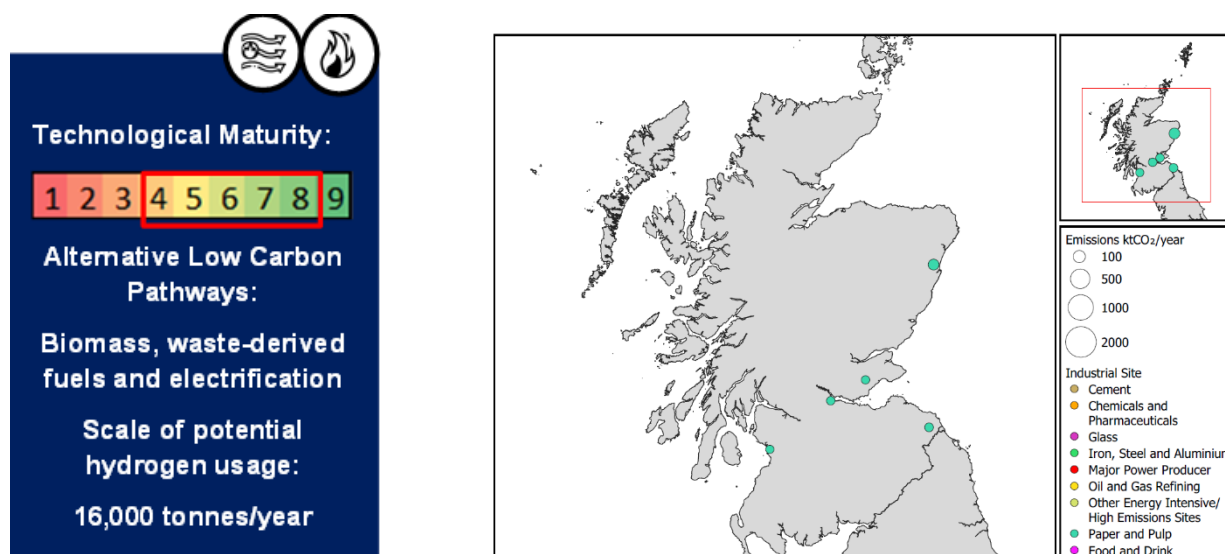 Technological Maturity:
1 2 3 4 5 6 7 8 9
Alternative Low Carbon
Pathways:
Biomass, waste-derived
fuels and electrification
Scale of potential
hydrogen usage:
16,000 tonnes/year
Emissions ktCO₂/year
100
500
1000
2000
Industrial Site
Cement
Chemicals and
Pharmaceuticals
Glass
Iron, Steel and Aluminium
Major Power Producer
Oil and Gas Refining
Other Energy Intensive/
High Emissions Sites
Paper and Pulp
Food and Drink